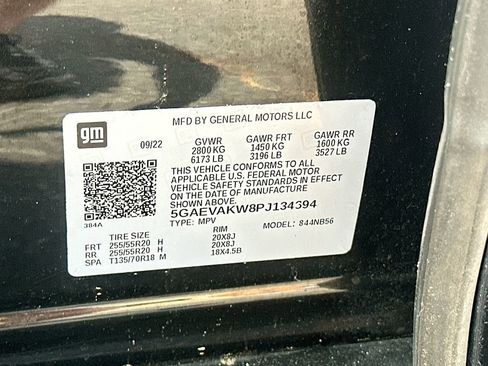 gm
MFD BY GENERAL MOTORS LLC
09/22 GVWR GAWR FRT GAWR RR
2800 KG 1450 KG 1600 KG
6173 LB 3196 LB 3527 LB
THIS VEHICLE CONFORMS TO ALL
APPLICABLE U.S. FEDERAL MOTOR
VEHICLE SAFETY STANDARDS IN EFFECT
ON THE DATE OF MANUFACTURE
SHOWN ABOVE.
384A
5GAEVAKW8PJ134394
TYPE: MPV MODEL: 844NB56
TIRE SIZE RIM
FRT 255/55R20 H 20X8J
RR 255/55R20 H 20X8J
SPA T135/70R18 M 18X4.5B